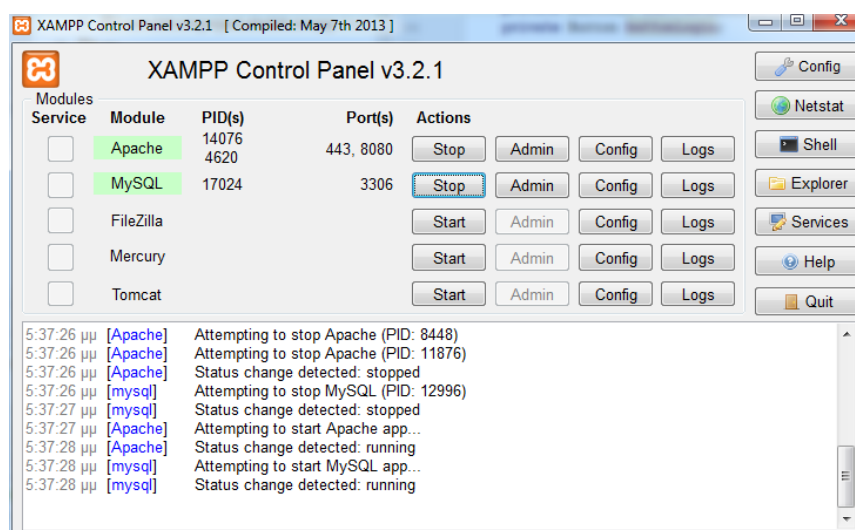 XAMPP Control Panel v3.2.1 [ Compiled: May 7th 2013 ]
XAMPP Control Panel v3.2.1
Config
Modules
Service Module PID(s) Port(s) Actions
Netstat
Apache 14076 4620 443, 8080 Stop Admin Config Logs
Shell
MySQL 17024 3306 Stop Admin Config Logs
Explorer
FileZilla Start Admin Config Logs
Services
Mercury Start Admin Config Logs
Help
Tomcat Start Admin Config Logs
Quit
5:37:26 μμ [Apache] Attempting to stop Apache (PID: 8448)
5:37:26 μμ [Apache] Attempting to stop Apache (PID: 11876)
5:37:26 μμ [Apache] Status change detected: stopped
5:37:26 μμ [mysql] Attempting to stop MySQL (PID: 12996)
5:37:27 μμ [mysql] Status change detected: stopped
5:37:27 μμ [Apache] Attempting to start Apache app...
5:37:28 μμ [Apache] Status change detected: running
5:37:28 μμ [mysql] Attempting to start MySQL app...
5:37:28 μμ [mysql] Status change detected: running